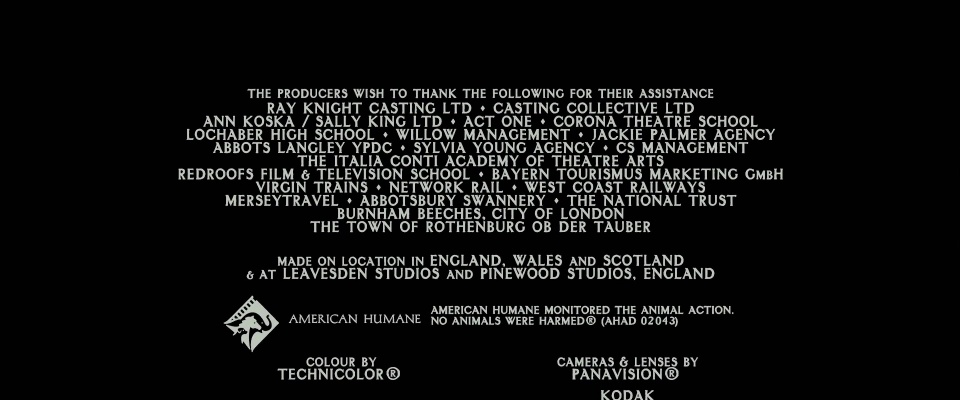 THE PRODUCERS WISH TO THANK THE FOLLOWING FOR THEIR ASSISTANCE
RAY KNIGHT CASTING LTD • CASTING COLLECTIVE LTD
ANN KOSKA / SALLY KING LTD • ACT ONE • CORONA THEATRE SCHOOL
LOCHABER HIGH SCHOOL • WILLOW MANAGEMENT • JACKIE PALMER AGENCY
ABBOTS LANGLEY YPDC • SYLVIA YOUNG AGENCY • CS MANAGEMENT
THE ITALIA CONTI ACADEMY OF THEATRE ARTS
REDROOFS FILM & TELEVISION SCHOOL • BAYERN TOURISMUS MARKETING GMBH
VIRGIN TRAINS • NETWORK RAIL • WEST COAST RAILWAYS
MERSEYTRAVEL • ABBOTSBURY SWANNERY • THE NATIONAL TRUST
BURNHAM BEECHES, CITY OF LONDON
THE TOWN OF ROTHENBURG OB DER TAUBER
MADE ON LOCATION IN ENGLAND, WALES AND SCOTLAND
& AT LEAVESDEN STUDIOS AND PINEWOOD STUDIOS, ENGLAND
AMERICAN HUMANE
AMERICAN HUMANE MONITORED THE ANIMAL ACTION.
NO ANIMALS WERE HARMED® (AHAD 02043)
COLOUR BY
TECHNICOLOR®
CAMERAS & LENSES BY
PANAVISION®
KODAK